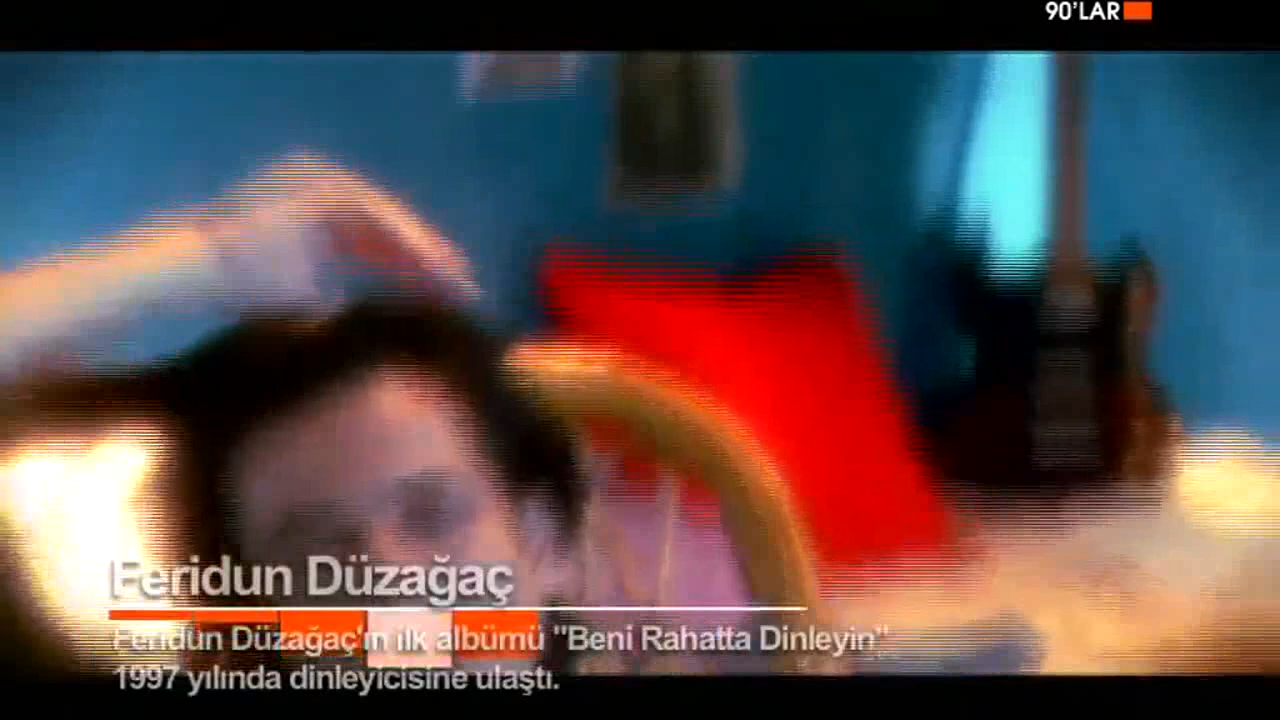 90'LAR
Feridun Düzağaç
Feridun Düzağaç'ın ilk albümü "Beni Rahatta Dinleyin"
1997 yılında dinleyicisine ulaştı.